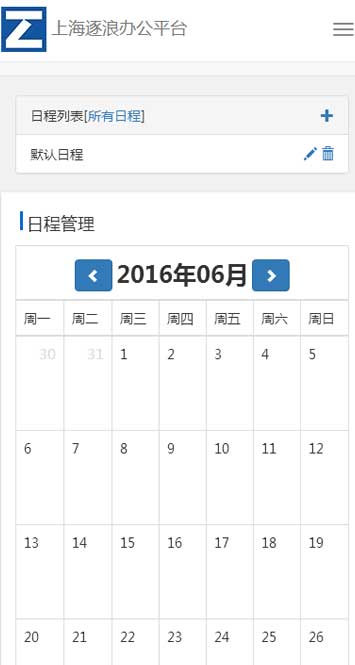 上海逐浪办公平台
日程列表[所有日程]
默认日程
日程管理
2016年06月
周一 周二 周三 周四 周五 周六 周日
30 31 1 2 3 4 5
6 7 8 9 10 11 12
13 14 15 16 17 18 19
20 21 22 23 24 25 26